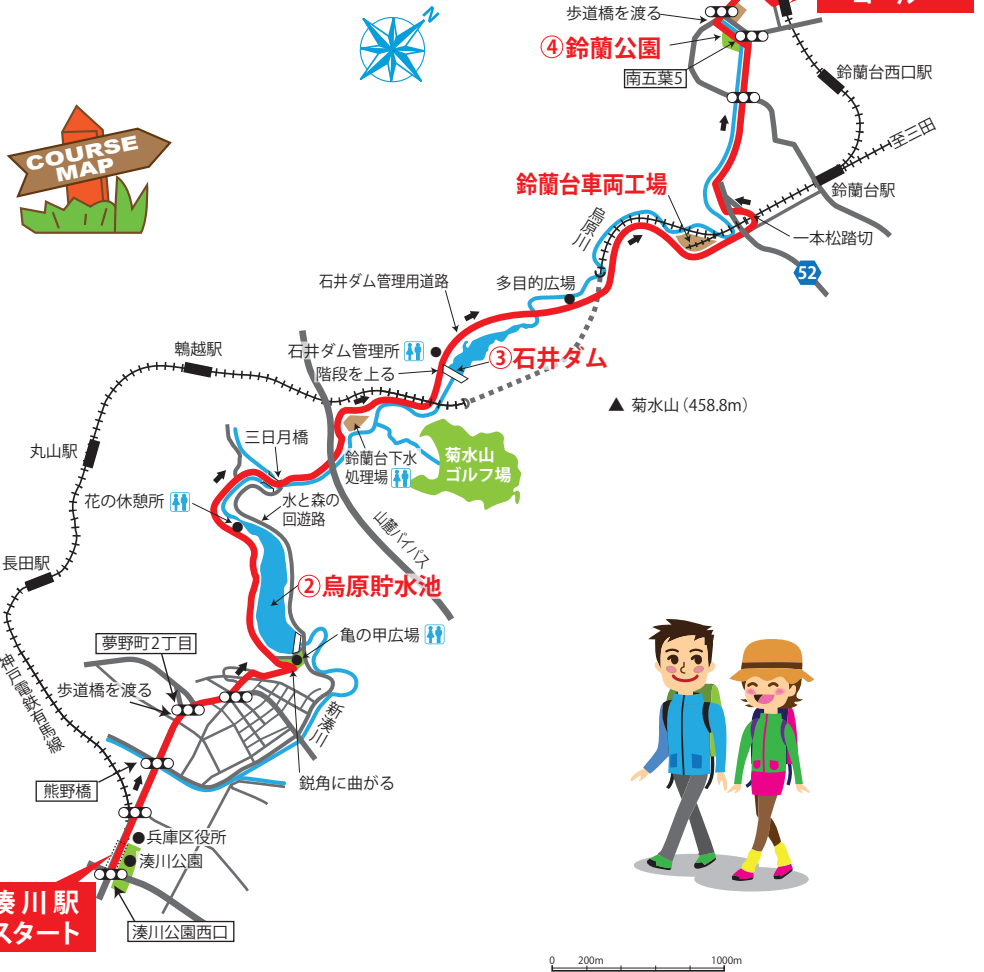 ゴール
歩道橋を渡る
N
④鈴蘭公園
南五葉5
鈴蘭台西口駅
至三田
COURSE
MAP
鈴蘭台車両工場
鈴蘭台駅
烏原川
一本松踏切
52
石井ダム管理用道路
多目的広場
鵯越駅
石井ダム管理所
③石井ダム
階段を上る
▲ 菊水山(458.8m)
丸山駅
三日月橋
鈴蘭台下水
処理場
菊水山
ゴルフ場
花の休憩所
水と森の
回遊路
山麓バイパス
長田駅
②烏原貯水池
亀の甲広場
夢野町2丁目
神戸電鉄有馬線
歩道橋を渡る
新湊川
鋭角に曲がる
熊野橋
兵庫区役所
湊川公園
湊川駅
スタート
湊川公園西口
0 200m 1000m